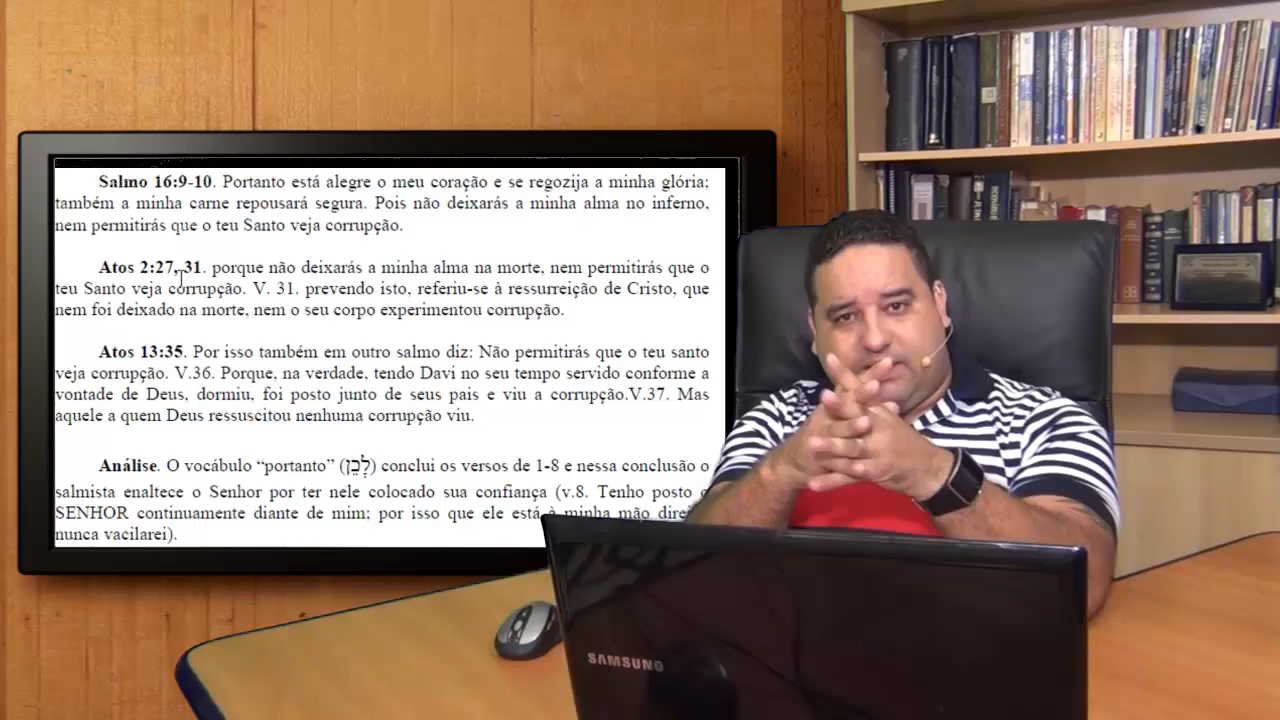 Salmo 16:9-10. Portanto está alegre o meu coração e se regozija a minha glória;
também a minha carne repousará segura. Pois não deixarás a minha alma no inferno,
nem permitirás que o teu Santo veja corrupção.
Atos 2:27, 31. porque não deixarás a minha alma na morte, nem permitirás que o
teu Santo veja corrupção. V. 31. prevendo isto, referiu-se à ressurreição de Cristo, que
nem foi deixado na morte, nem o seu corpo experimentou corrupção.
Atos 13:35. Por isso também em outro salmo diz: Não permitirás que o teu santo
veja corrupção. V.36. Porque, na verdade, tendo Davi no seu tempo servido conforme a
vontade de Deus, dormiu, foi posto junto de seus pais e viu a corrupção.V.37. Mas
aquele a quem Deus ressuscitou nenhuma corrupção viu.
Análise. O vocábulo “portanto” (לָכֵן) conclui os versos de 1-8 e nessa conclusão o
salmista enaltece o Senhor por ter nele colocado sua confiança (v.8. Tenho posto o
SENHOR continuamente diante de mim; por isso que ele está à minha mão
nunca vacilarei).
SAMSUNG